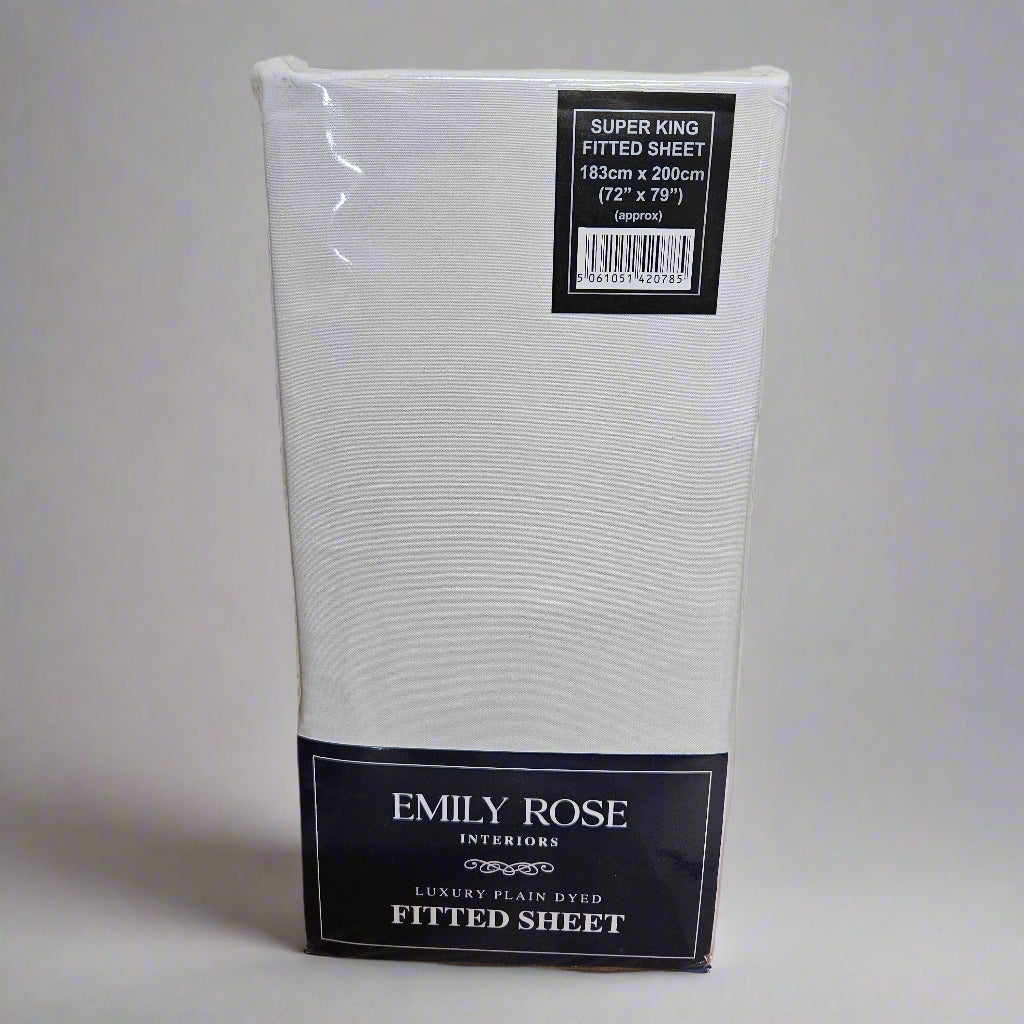 SUPER KING
FITTED SHEET
183cm x 200cm
(72” x 79”)
(approx)
5 061051 420785
EMILY ROSE
INTERIORS
LUXURY PLAIN DYED
FITTED SHEET